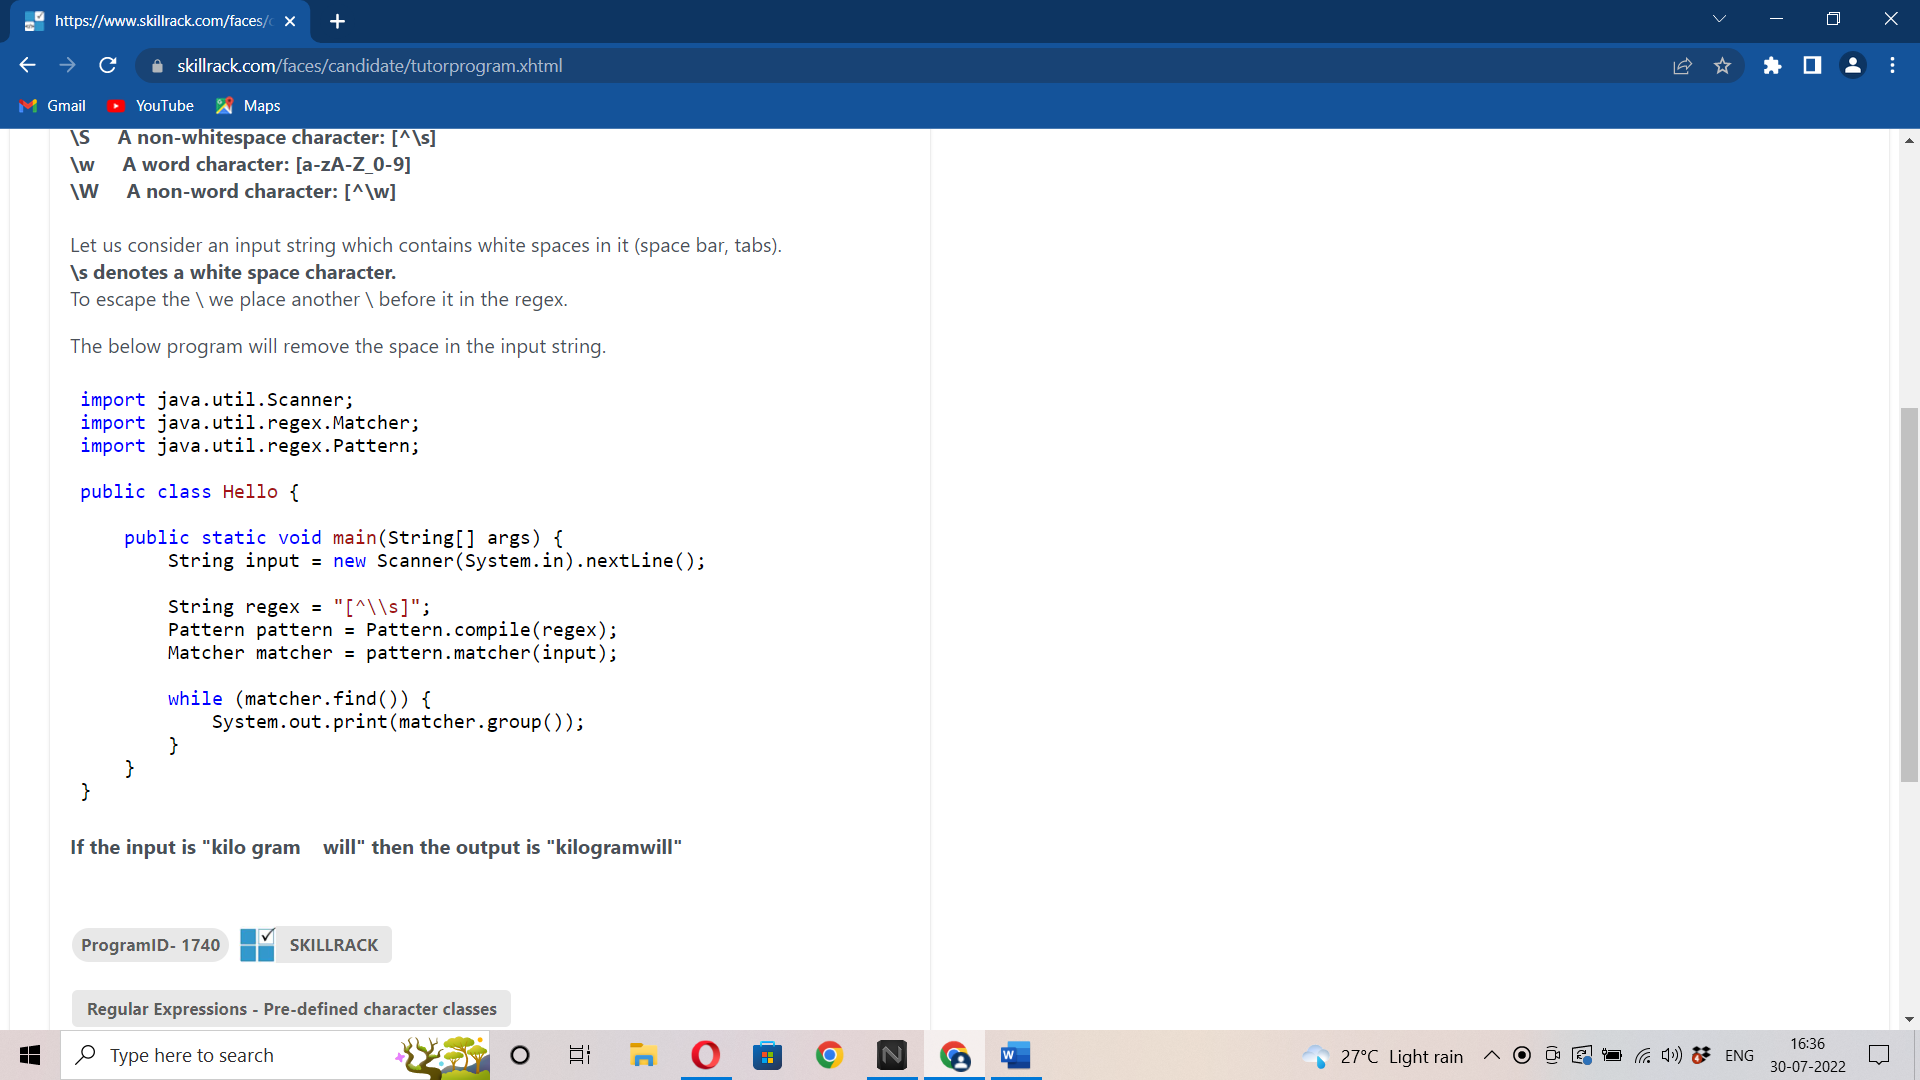 https://www.skillrack.com/faces/c
skillrack.com/faces/candidate/tutorprogram.xhtml
Gmail YouTube Maps
\S A non-whitespace character: [^\s]
\w A word character: [a-zA-Z_0-9]
\W A non-word character: [^\w]
Let us consider an input string which contains white spaces in it (space bar, tabs).
\s denotes a white space character.
To escape the \ we place another \ before it in the regex.
The below program will remove the space in the input string.
import java.util.Scanner;
import java.util.regex.Matcher;
import java.util.regex.Pattern;
public class Hello {
public static void main(String[] args) {
String input = new Scanner(System.in).nextLine();
String regex = "[^\\s]";
Pattern pattern = Pattern.compile(regex);
Matcher matcher = pattern.matcher(input);
while (matcher.find()) {
System.out.print(matcher.group());
}
}
}
If the input is "kilo gram    will" then the output is "kilogramwill"
ProgramID- 1740 SKILLRACK
Regular Expressions - Pre-defined character classes
Type here to search
27°C Light rain
ENG
16:36
30-07-2022